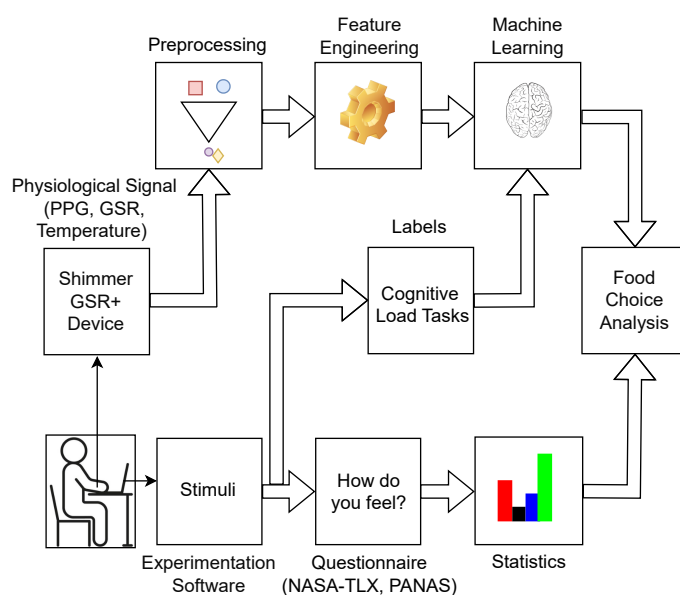 Preprocessing
Feature
Engineering
Machine
Learning
Physiological Signal
(PPG, GSR,
Temperature)
Shimmer
GSR+
Device
Labels
Cognitive
Load Tasks
Food
Choice
Analysis
Stimuli
How do
you feel?
Experimentation
Software
Questionnaire
(NASA-TLX, PANAS)
Statistics